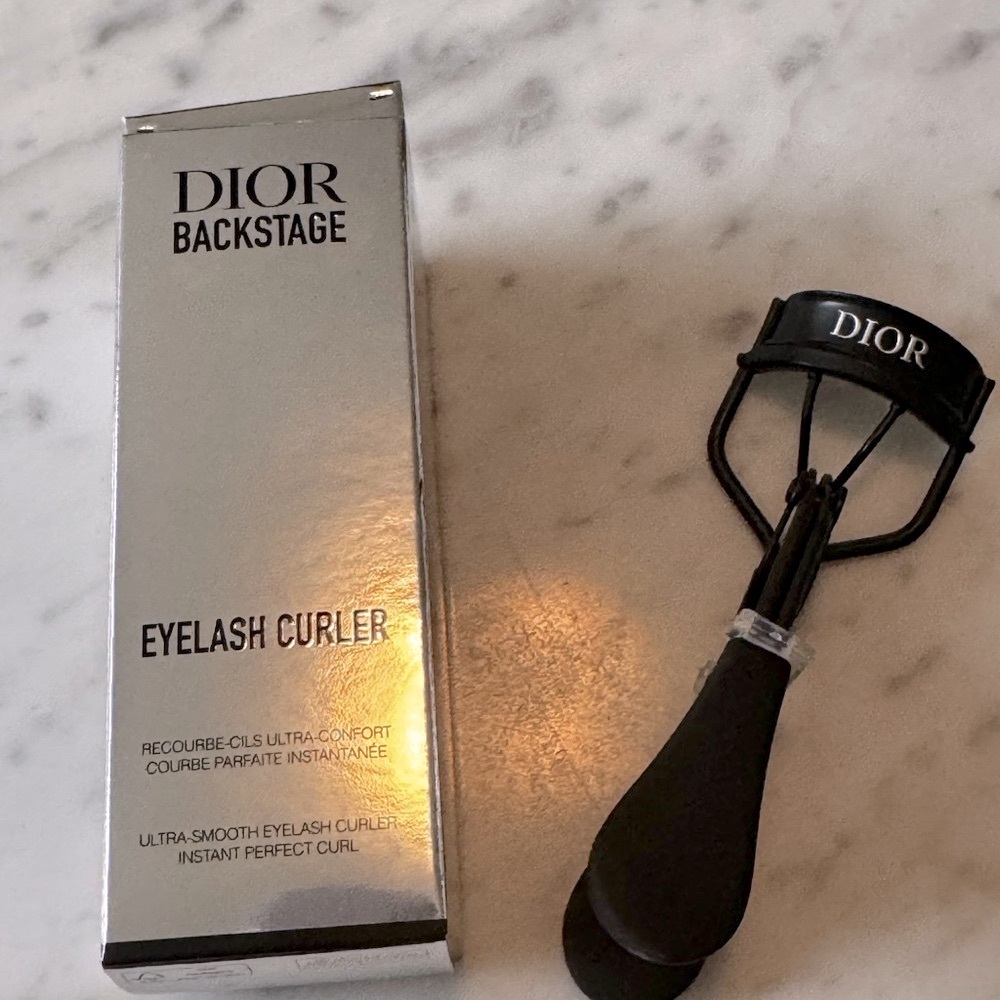 DIOR
BACKSTAGE
EYELASH CURLER
RECOURBE-CILS ULTRA-CONFORT
COURBE PARFAITE INSTANTANÉE
ULTRA-SMOOTH EYELASH CURLER
INSTANT PERFECT CURL
DIOR